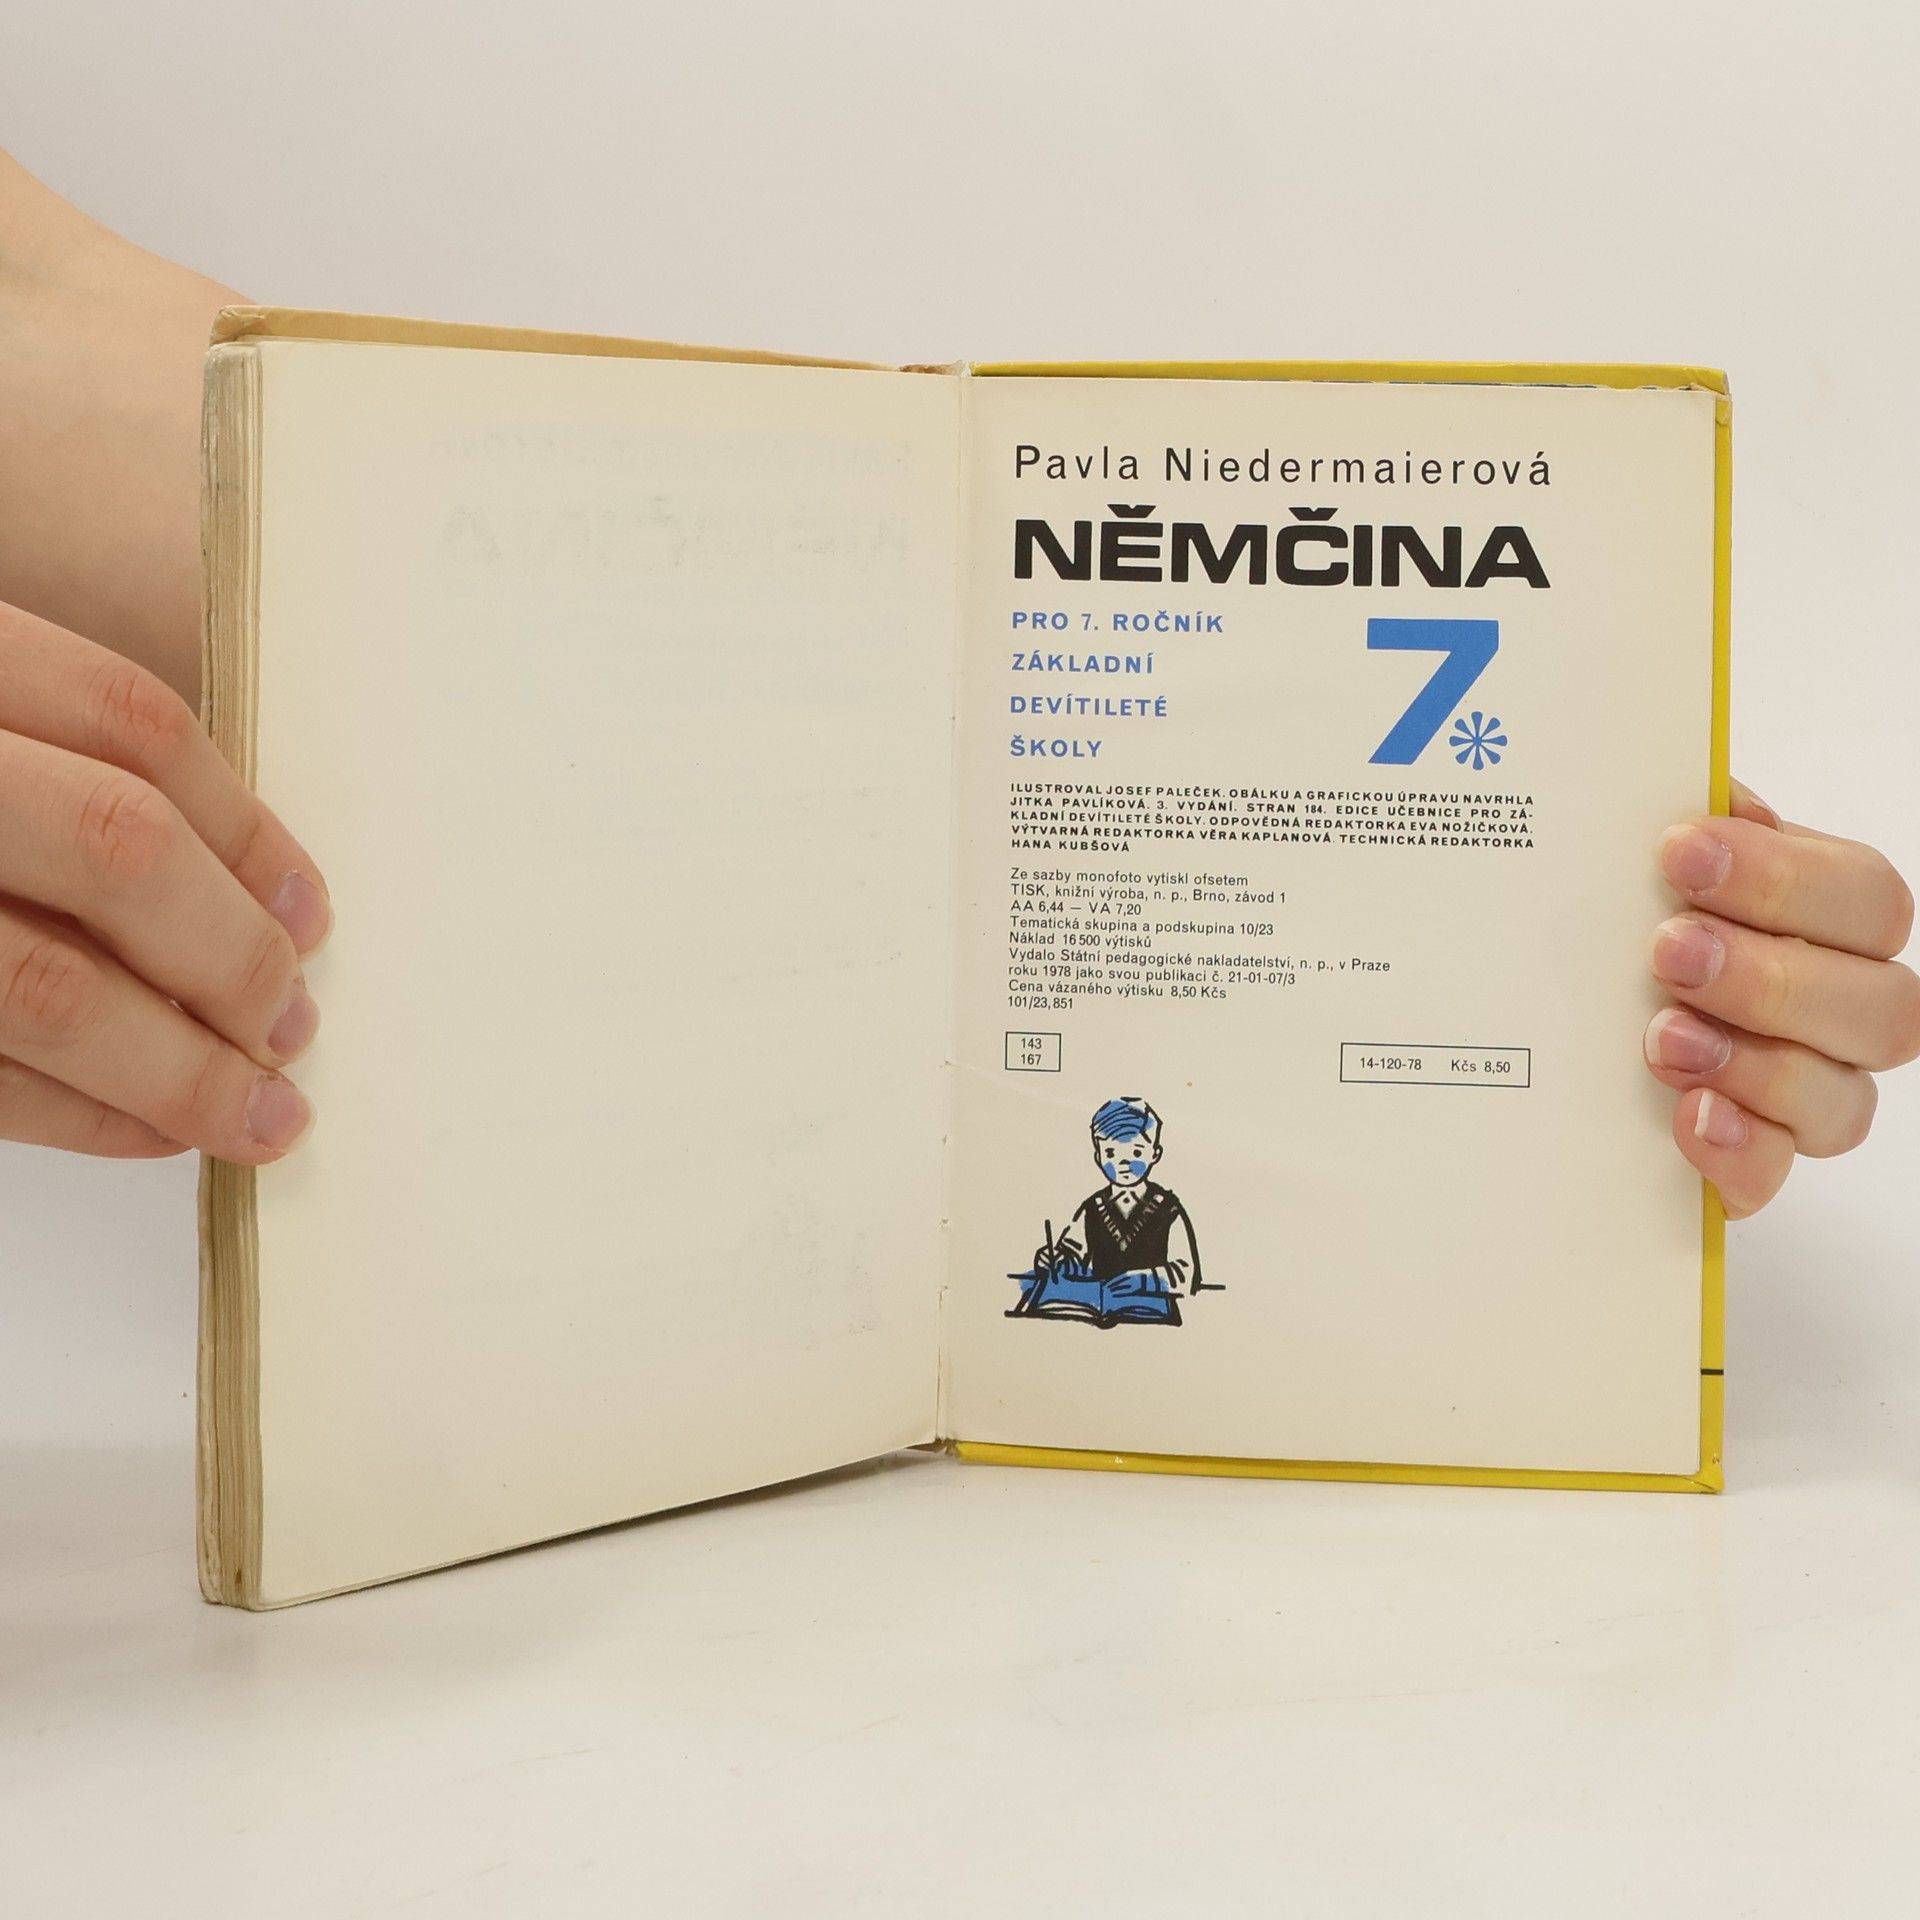 Pavla Niedermaierová
NĚMČINA
PRO 7. ROČNÍK
ZÁKLADNÍ
DEVÍTILETÉ
ŠKOLY
7
ILUSTROVAL JOSEF PALEČEK. OBÁLKU A GRAFICKOU ÚPRAVU NAVRHLA
JITKA PAVLÍKOVÁ. 3. VYDÁNÍ. STRAN 184. EDICE UČEBNICE PRO ZÁ-
KLADNÍ DEVÍTILETÉ ŠKOLY. ODPOVĚDNÁ REDAKTORKA EVA NOŽIČKOVÁ.
VÝTVARNÁ REDAKTORKA VĚRA KAPLANOVÁ. TECHNICKÁ REDAKTORKA
HANA KUBŠOVÁ
Ze sazby monofoto vytiskl ofsetem
TISK, knižní výroba, n. p., Brno, závod 1
AA 6,44 — VA 7,20
Tematická skupina a podskupina 10/23
Náklad 16 500 výtisků
Vydalo Státní pedagogické nakladatelství, n. p., v Praze
roku 1978 jako svou publikaci č. 21-01-07/3
Cena vázaného výtisku 8,50 Kčs
101/23,851
143
167
14-120-78 Kčs 8,50